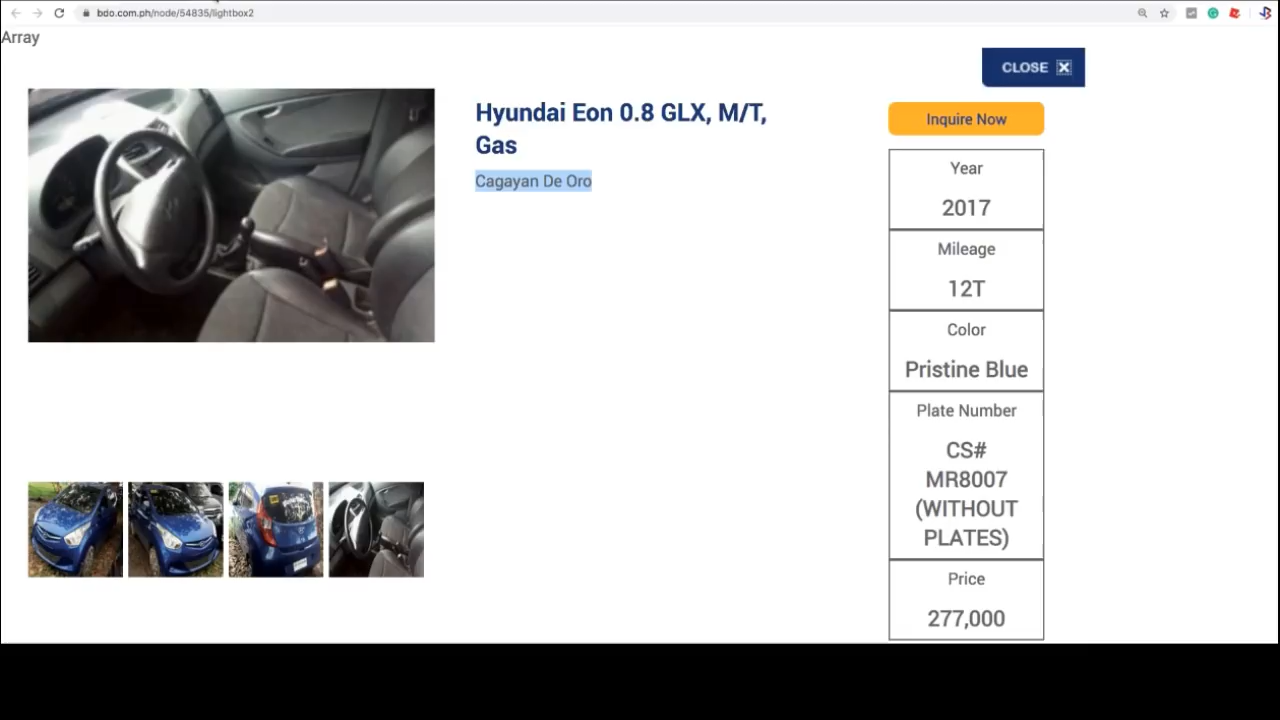 bdo.com.ph/node/54835/lightbox2
Array
CLOSE
Hyundai Eon 0.8 GLX, M/T,
Gas
Cagayan De Oro
Inquire Now
Year
2017
Mileage
12T
Color
Pristine Blue
Plate Number
CS#
MR8007
(WITHOUT
PLATES)
Price
277,000